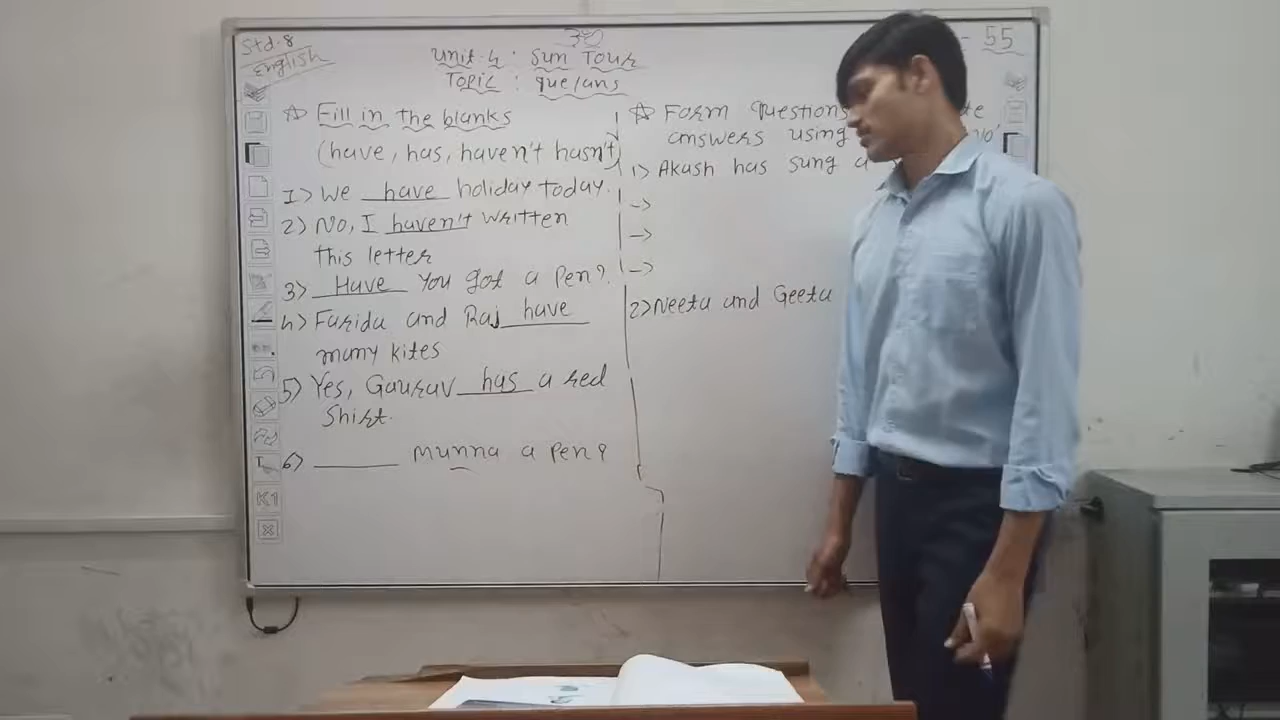 Std-8
English
Unit-4 : Sun Tour
Topic : que/ans
- 55
☆ Fill in the blanks
(have, has, haven't hasn't)
1) We have holiday today.
2) No, I haven't written
this letter
3) Have you got a pen?
4) Farida and Raj have
many kites
5) Yes, Gaurav has a red
Shirt.
6) ______ Munna a pen?
☆ Form questions
answers using
no'
1) Akash has sung a
->
->
->
2) Neeta and Geeta
K1